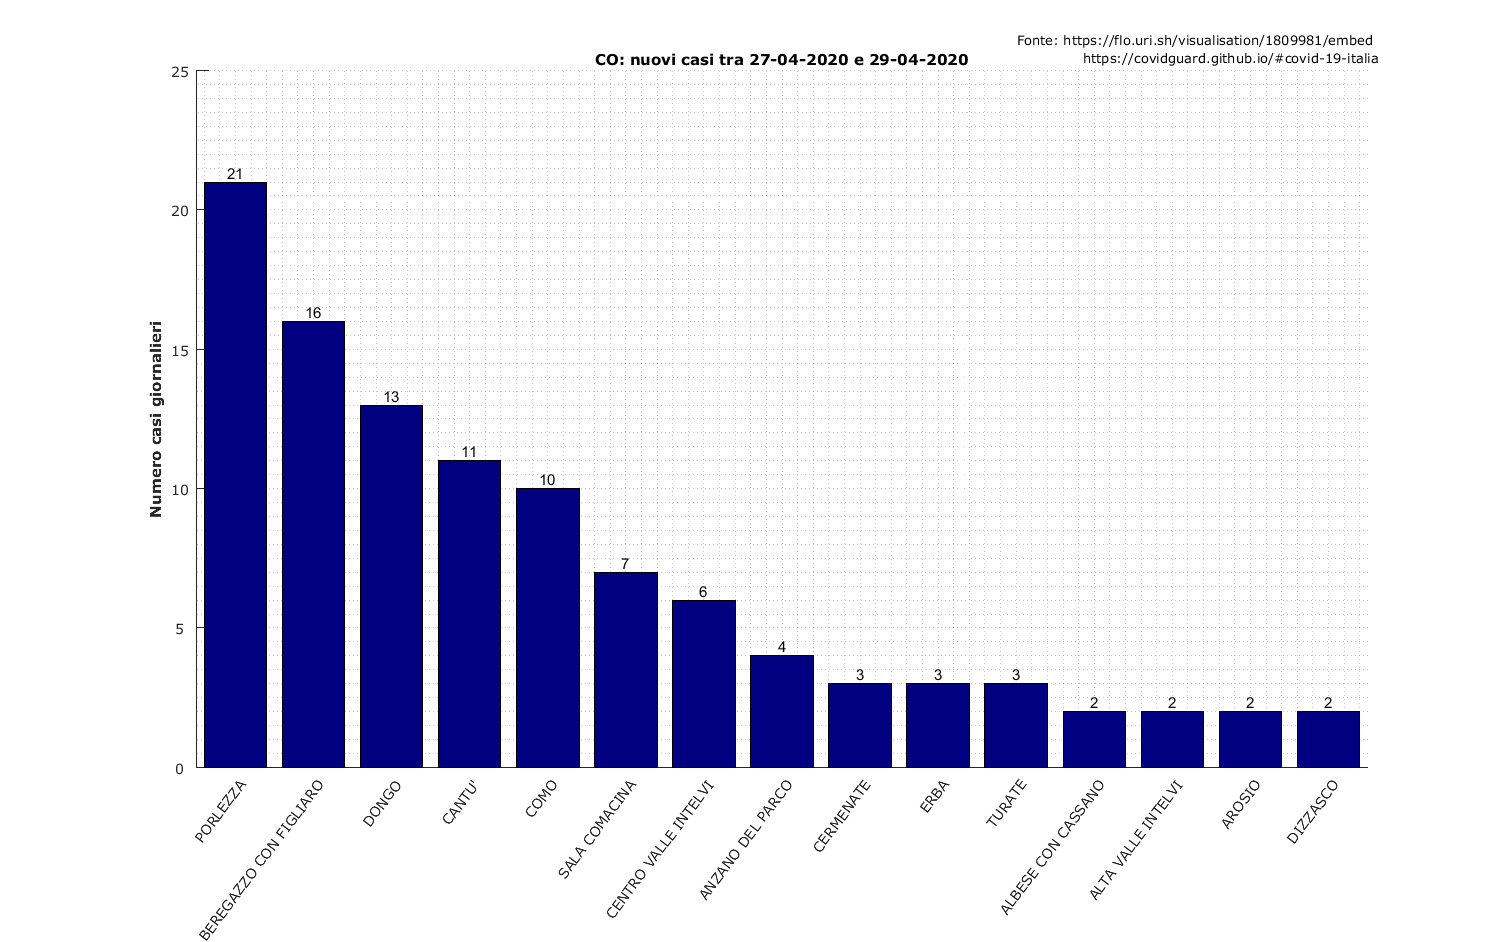 Fonte: https://flo.uri.sh/visualisation/1809981/embed
https://covidguard.github.io/#covid-19-italia
CO: nuovi casi tra 27-04-2020 e 29-04-2020
Numero casi giornalieri
25
20
15
10
5
0
21
16
13
11
10
7
6
4
3
3
3
2
2
2
2
PORLEZZA
BEREGAZZO CON FIGLIARO
DONGO
CANTU'
COMO
SALA COMACINA
CENTRO VALLE INTELVI
ANZANO DEL PARCO
CERMENATE
ERBA
TURATE
ALBESE CON CASSANO
ALTA VALLE INTELVI
AROSIO
DIZZASCO